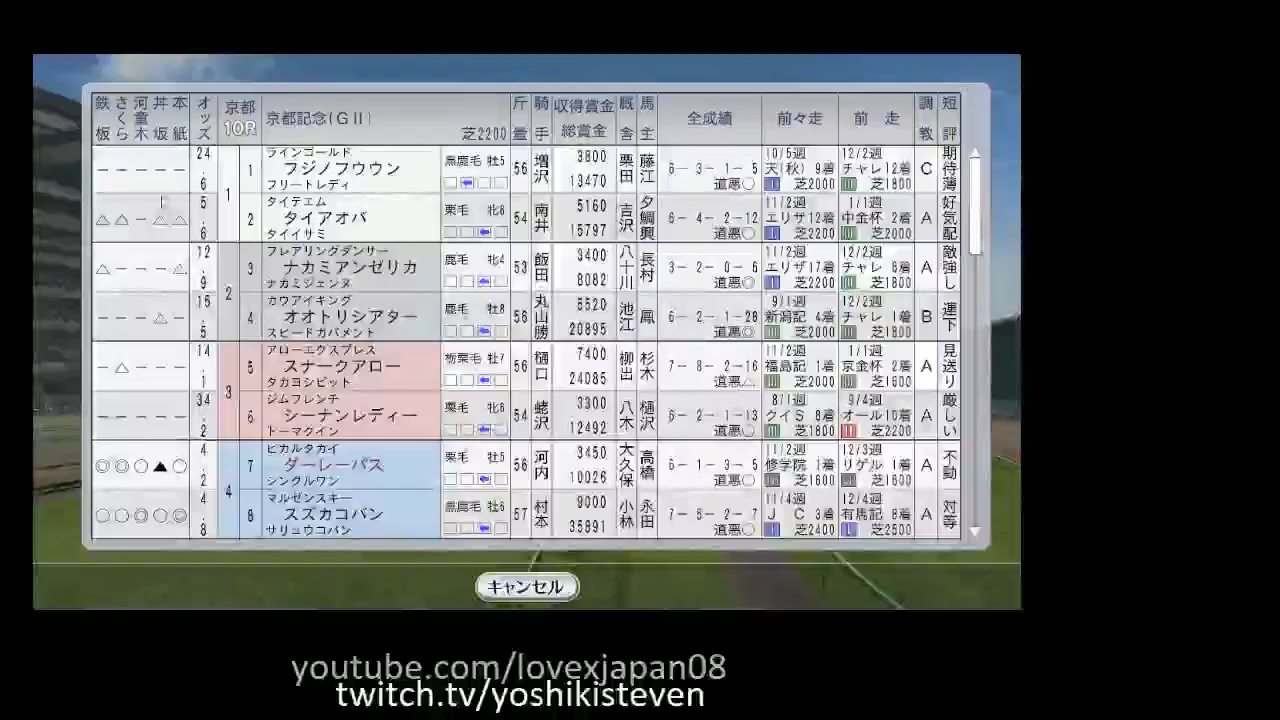 鉄板 さくら 河童木 丼坂 本紙 オッズ 京都10R 京都記念(GⅡ) 芝2200 斤量 騎手 収得賞金 総賞金 厩舎 馬主 全成績 前々走 前 走 調教 短評
- - - - - 24.6 1 1 ラインゴールド
フジノフウウン
フリートレディ 黒鹿毛 牡5 56 増沢 3800 13470 栗田 藤江 6-3-1-5 道悪○ 10/5週 天(秋) 9着 Ⅰ 芝2000 12/2週 チャレ12着 Ⅲ 芝1800 C 期待薄
△ △ - △ △ 5.6 2 タイテエム
タイアオバ
タイイサミ 栗毛 牝6 54 南井 5160 15797 吉沢 夕鯛興 6-4-2-12 道悪○ 11/2週 エリザ12着 Ⅰ 芝2200 1/1週 中金杯 2着 Ⅲ 芝2000 A 好気配
△ - - - △ 12.9 2 3 フレアリングダンサー
ナカミアンゼリカ
ナカミジェンヌ 鹿毛 牝4 53 飯田 3400 8082 八十川 長村 3-2-0-5 道悪○ 11/2週 エリザ17着 Ⅰ 芝2200 12/2週 チャレ 8着 Ⅲ 芝1800 A 敵強し
- - - △ - 16.5 4 カウアイキング
オオトリシアター
スピードガバメント 鹿毛 牡8 56 丸山勝 5520 20895 池江 鳳 6-2-1-28 道悪◎ 9/1週 新潟記 4着 Ⅲ 芝2000 12/2週 チャレ 1着 Ⅲ 芝1800 B 運下
- △ - - - 14.1 3 5 アローエクスプレス
スナークアロー
タカヨシピット 栃栗毛 牡7 56 樋口 7400 24085 柳田 杉木 7-8-2-16 道悪△ 11/2週 福島記 1着 Ⅲ 芝2000 1/1週 京金杯 2着 Ⅲ 芝1600 A 見送り
- - - - - 34.2 6 ジムフレンチ
シーナンレディー
トーマクイン 栗毛 牝6 54 蛯沢 3300 12492 八木 樋沢 6-2-1-13 道悪○ 8/1週 クイS 8着 Ⅲ 芝1800 9/4週 オール10着 Ⅲ 芝2200 A 厳しい
◎ ◎ ○ ▲ ○ 4.2 4 7 ヒカルタカイ
ダーレーパス
シングルワン 栗毛 牡5 56 河内 3450 10026 大久保 高橋 6-1-3-5 道悪○ 11/2週 修学院 1着 芝1600 12/3週 リゲル 1着 芝1600 A 不動
○ ○ ◎ ○ ◎ 4.8 8 マルゼンスキー
スズカコバン
サリュウコバン 黒鹿毛 牡6 57 村本 9000 35891 小林 永田 7-5-2-7 道悪○ 11/4週 J C 3着 Ⅰ 芝2400 12/4週 有馬記 8着 Ⅰ 芝2500 A 対等
キャンセル
youtube.com/lovexjapan08
twitch.tv/yoshikisteven